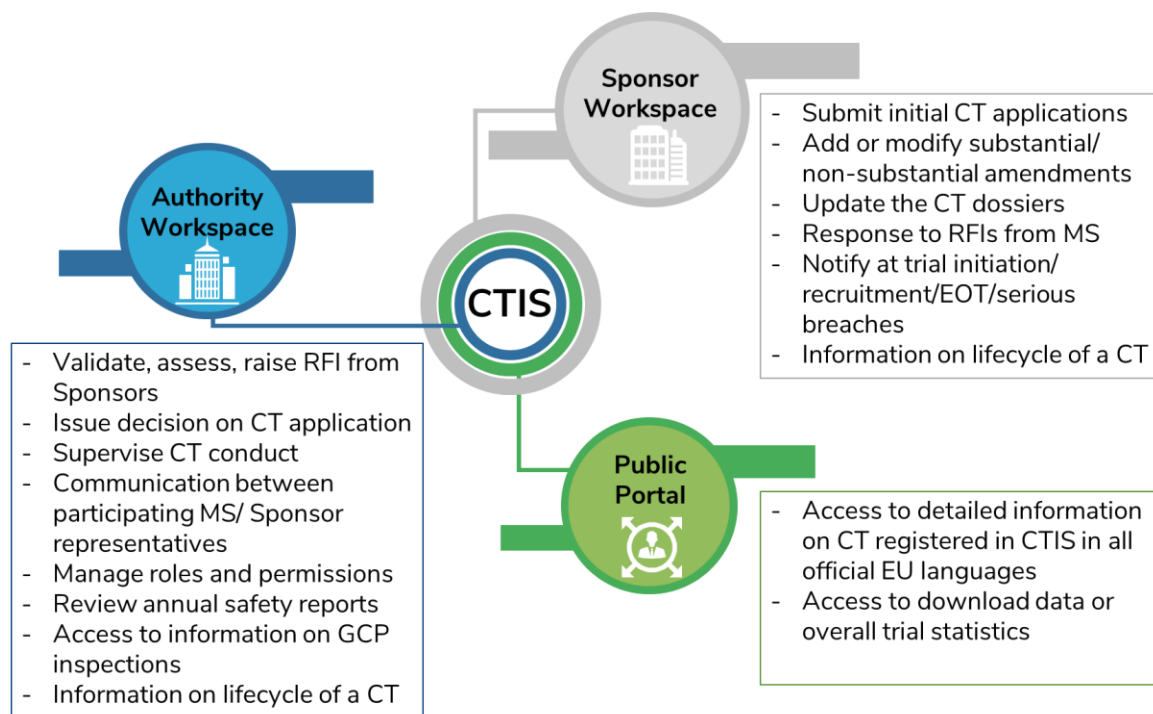 Sponsor
Workspace
- Submit initial CT applications
- Add or modify substantial/
non-substantial amendments
- Update the CT dossiers
- Response to RFIs from MS
- Notify at trial initiation/
recruitment/EOT/serious
breaches
- Information on lifecycle of a CT
Authority
Workspace
CTIS
- Validate, assess, raise RFI from
Sponsors
- Issue decision on CT application
- Supervise CT conduct
- Communication between
participating MS/ Sponsor
representatives
- Manage roles and permissions
- Review annual safety reports
- Access to information on GCP
inspections
- Information on lifecycle of a CT
Public
Portal
- Access to detailed information
on CT registered in CTIS in all
official EU languages
- Access to download data or
overall trial statistics